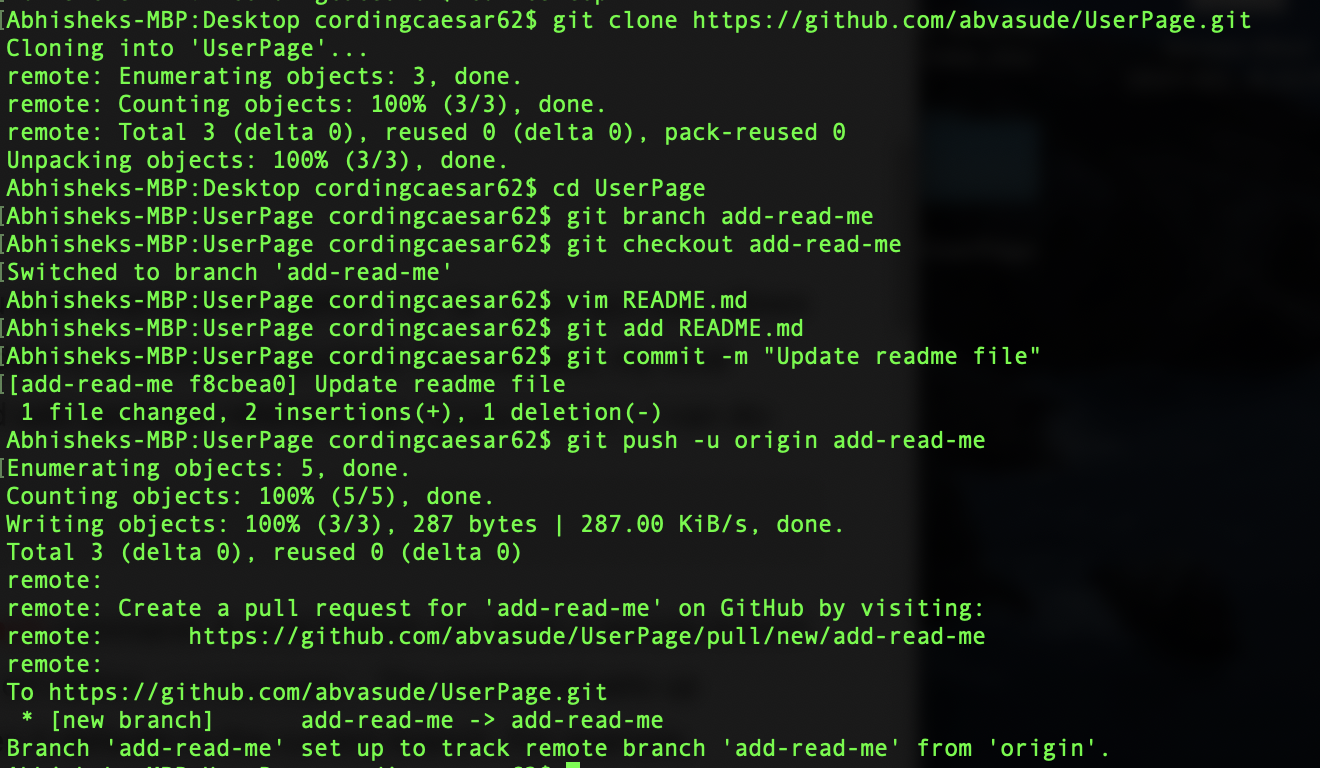 Abhisheks-MBP:Desktop cordingcaesar62$ git clone https://github.com/abvasude/UserPage.git
Cloning into 'UserPage'...
remote: Enumerating objects: 3, done.
remote: Counting objects: 100% (3/3), done.
remote: Total 3 (delta 0), reused 0 (delta 0), pack-reused 0
Unpacking objects: 100% (3/3), done.
Abhisheks-MBP:Desktop cordingcaesar62$ cd UserPage
[Abhisheks-MBP:UserPage cordingcaesar62$ git branch add-read-me
[Abhisheks-MBP:UserPage cordingcaesar62$ git checkout add-read-me
[Switched to branch 'add-read-me'
Abhisheks-MBP:UserPage cordingcaesar62$ vim README.md
[Abhisheks-MBP:UserPage cordingcaesar62$ git add README.md
[Abhisheks-MBP:UserPage cordingcaesar62$ git commit -m "Update readme file"
[[add-read-me f8cbea0] Update readme file
 1 file changed, 2 insertions(+), 1 deletion(-)
Abhisheks-MBP:UserPage cordingcaesar62$ git push -u origin add-read-me
[Enumerating objects: 5, done.
Counting objects: 100% (5/5), done.
Writing objects: 100% (3/3), 287 bytes | 287.00 KiB/s, done.
Total 3 (delta 0), reused 0 (delta 0)
remote:
remote: Create a pull request for 'add-read-me' on GitHub by visiting:
remote:      https://github.com/abvasude/UserPage/pull/new/add-read-me
remote:
To https://github.com/abvasude/UserPage.git
 * [new branch]      add-read-me -> add-read-me
Branch 'add-read-me' set up to track remote branch 'add-read-me' from 'origin'.
Abhisheks-MBP:UserPage cordingcaesar62$